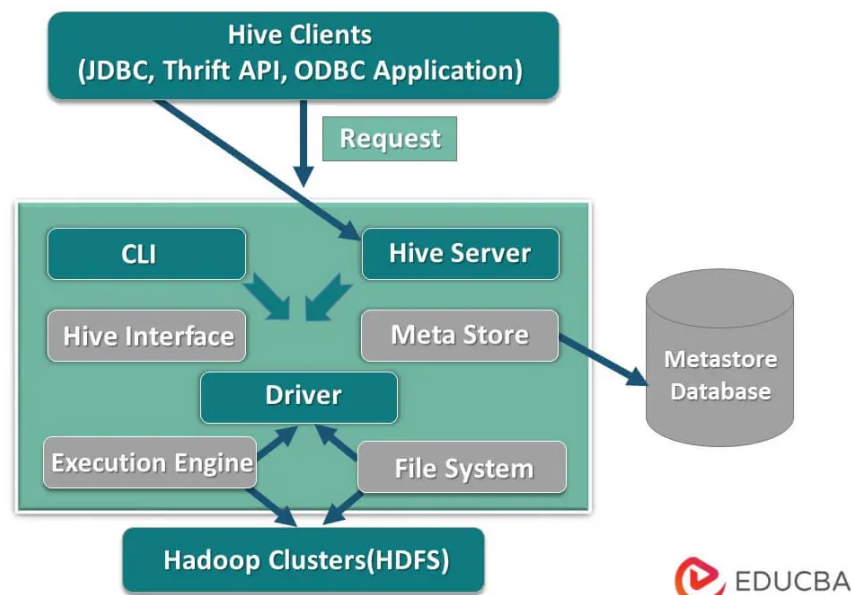 Hive Clients
(JDBC, Thrift API, ODBC Application)
Request
CLI
Hive Server
Hive Interface
Meta Store
Metastore
Database
Driver
Execution Engine
File System
Hadoop Clusters(HDFS)
EDUCBA